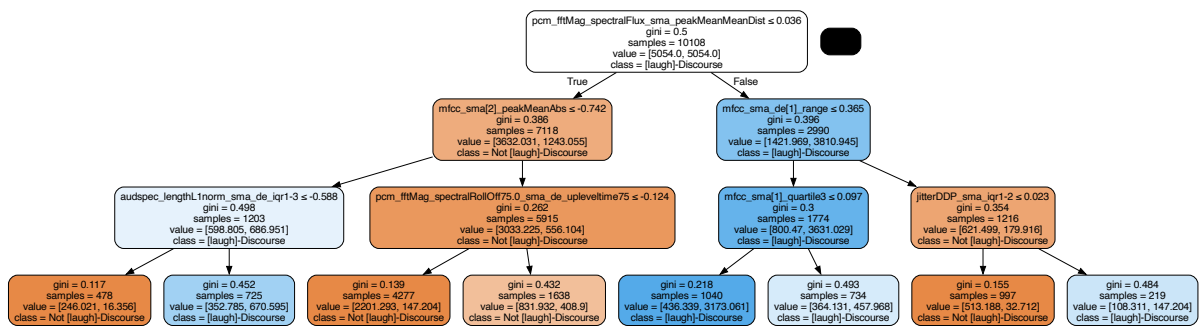 pcm_fftMag_spectralFlux_sma_peakMeanMeanDist ≤ 0.036
gini = 0.5
samples = 10108
value = [5054.0, 5054.0]
class = [laugh]-Discourse
True
False
mfcc_sma[2]_peakMeanAbs ≤ -0.742
gini = 0.386
samples = 7118
value = [3632.031, 1243.055]
class = Not [laugh]-Discourse
mfcc_sma_de[1]_range ≤ 0.365
gini = 0.396
samples = 2990
value = [1421.969, 3810.945]
class = [laugh]-Discourse
audspec_lengthL1norm_sma_de_iqr1-3 ≤ -0.588
gini = 0.498
samples = 1203
value = [598.805, 686.951]
class = [laugh]-Discourse
pcm_fftMag_spectralRollOff75.0_sma_de_upleveltime75 ≤ -0.124
gini = 0.262
samples = 5915
value = [3033.225, 556.104]
class = Not [laugh]-Discourse
mfcc_sma[1]_quartile3 ≤ 0.097
gini = 0.3
samples = 1774
value = [800.47, 3631.029]
class = [laugh]-Discourse
jitterDDP_sma_iqr1-2 ≤ 0.023
gini = 0.354
samples = 1216
value = [621.499, 179.916]
class = Not [laugh]-Discourse
gini = 0.117
samples = 478
value = [246.021, 16.356]
class = Not [laugh]-Discourse
gini = 0.452
samples = 725
value = [352.785, 670.595]
class = [laugh]-Discourse
gini = 0.139
samples = 4277
value = [2201.293, 147.204]
class = Not [laugh]-Discourse
gini = 0.432
samples = 1638
value = [831.932, 408.9]
class = Not [laugh]-Discourse
gini = 0.218
samples = 1040
value = [436.339, 3173.061]
class = [laugh]-Discourse
gini = 0.493
samples = 734
value = [364.131, 457.968]
class = [laugh]-Discourse
gini = 0.155
samples = 997
value = [513.188, 32.712]
class = Not [laugh]-Discourse
gini = 0.484
samples = 219
value = [108.311, 147.204]
class = [laugh]-Discourse